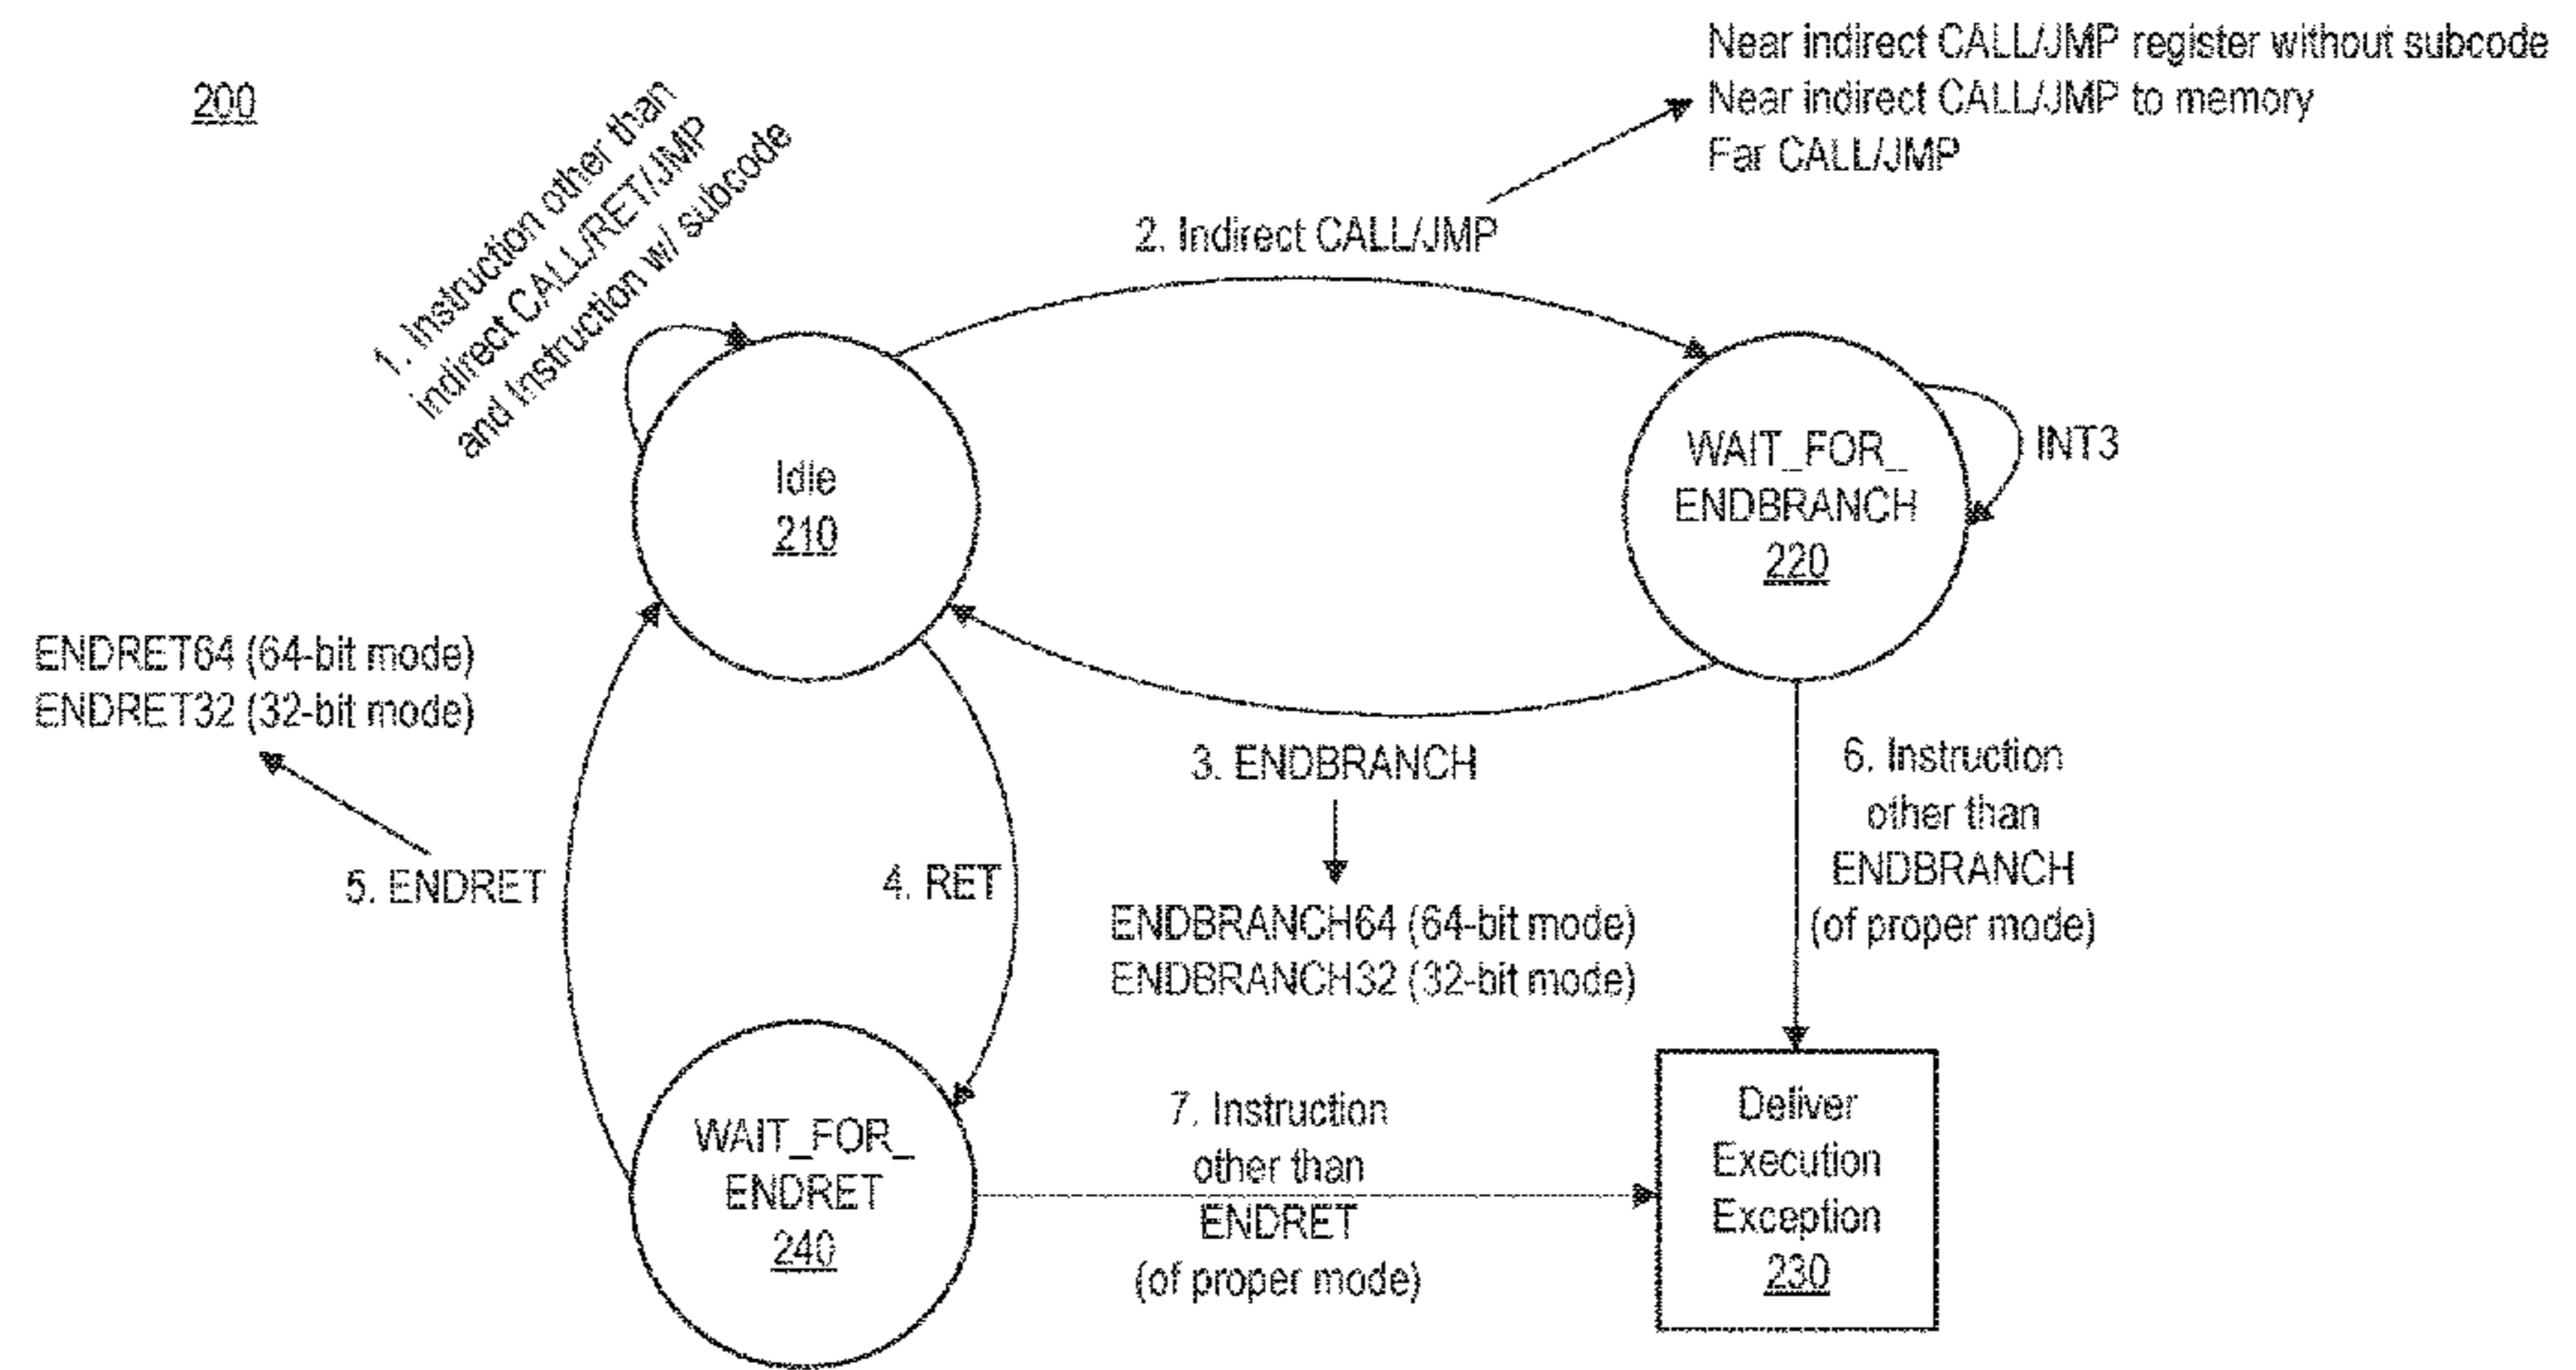 200
1. Instruction other than
indirect CALL/RET/JMP
and Instruction w/ subcode
Near indirect CALL/JMP register without subcode
Near indirect CALL/JMP to memory
Far CALL/JMP
2. Indirect CALL/JMP
Idle
210
WAIT_FOR_
ENDBRANCH
220
INT3
ENDRET64 (64-bit mode)
ENDRET32 (32-bit mode)
5. ENDRET
4. RET
3. ENDBRANCH
ENDBRANCH64 (64-bit mode)
ENDBRANCH32 (32-bit mode)
6. Instruction
other than
ENDBRANCH
(of proper mode)
WAIT_FOR_
ENDRET
240
7. Instruction
other than
ENDRET
(of proper mode)
Deliver
Execution
Exception
230